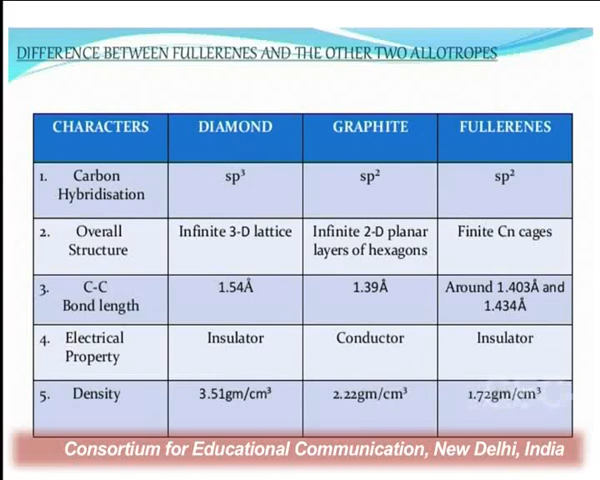 DIFFERENCE BETWEEN FULLERENES AND THE OTHER TWO ALLOTROPES
CHARACTERS DIAMOND GRAPHITE FULLERENES
1. Carbon Hybridisation sp³ sp² sp²
2. Overall Structure Infinite 3-D lattice Infinite 2-D planar layers of hexagons Finite Cn cages
3. C-C Bond length 1.54Å 1.39Å Around 1.403Å and 1.434Å
4. Electrical Property Insulator Conductor Insulator
5. Density 3.51gm/cm³ 2.22gm/cm³ 1.72gm/cm³
Consortium for Educational Communication, New Delhi, India